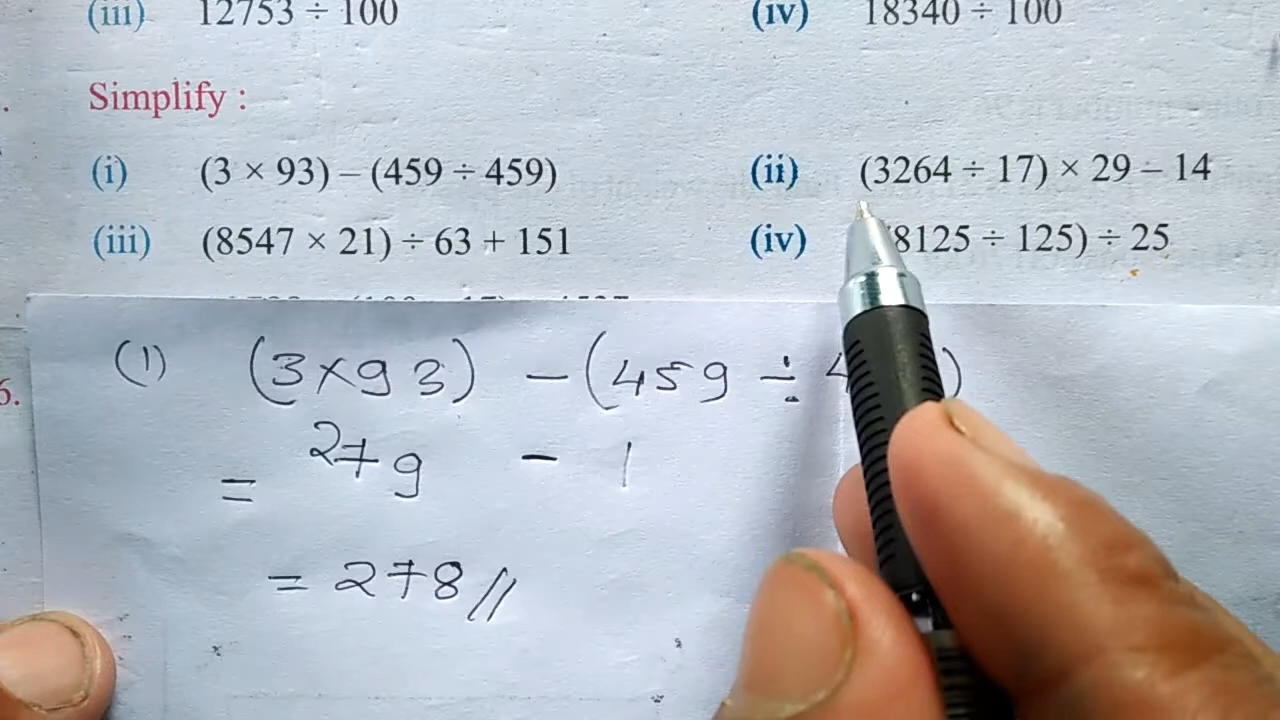 (iii) 12753 ÷ 100 (iv) 18340 ÷ 100
Simplify :
(i) (3 × 93) – (459 ÷ 459) (ii) (3264 ÷ 17) × 29 – 14
(iii) (8547 × 21) ÷ 63 + 151 (iv) (8125 ÷ 125) ÷ 25
6.
(1) (3×93) - (459 ÷ 4 )
= 279 - 1
= 278 //